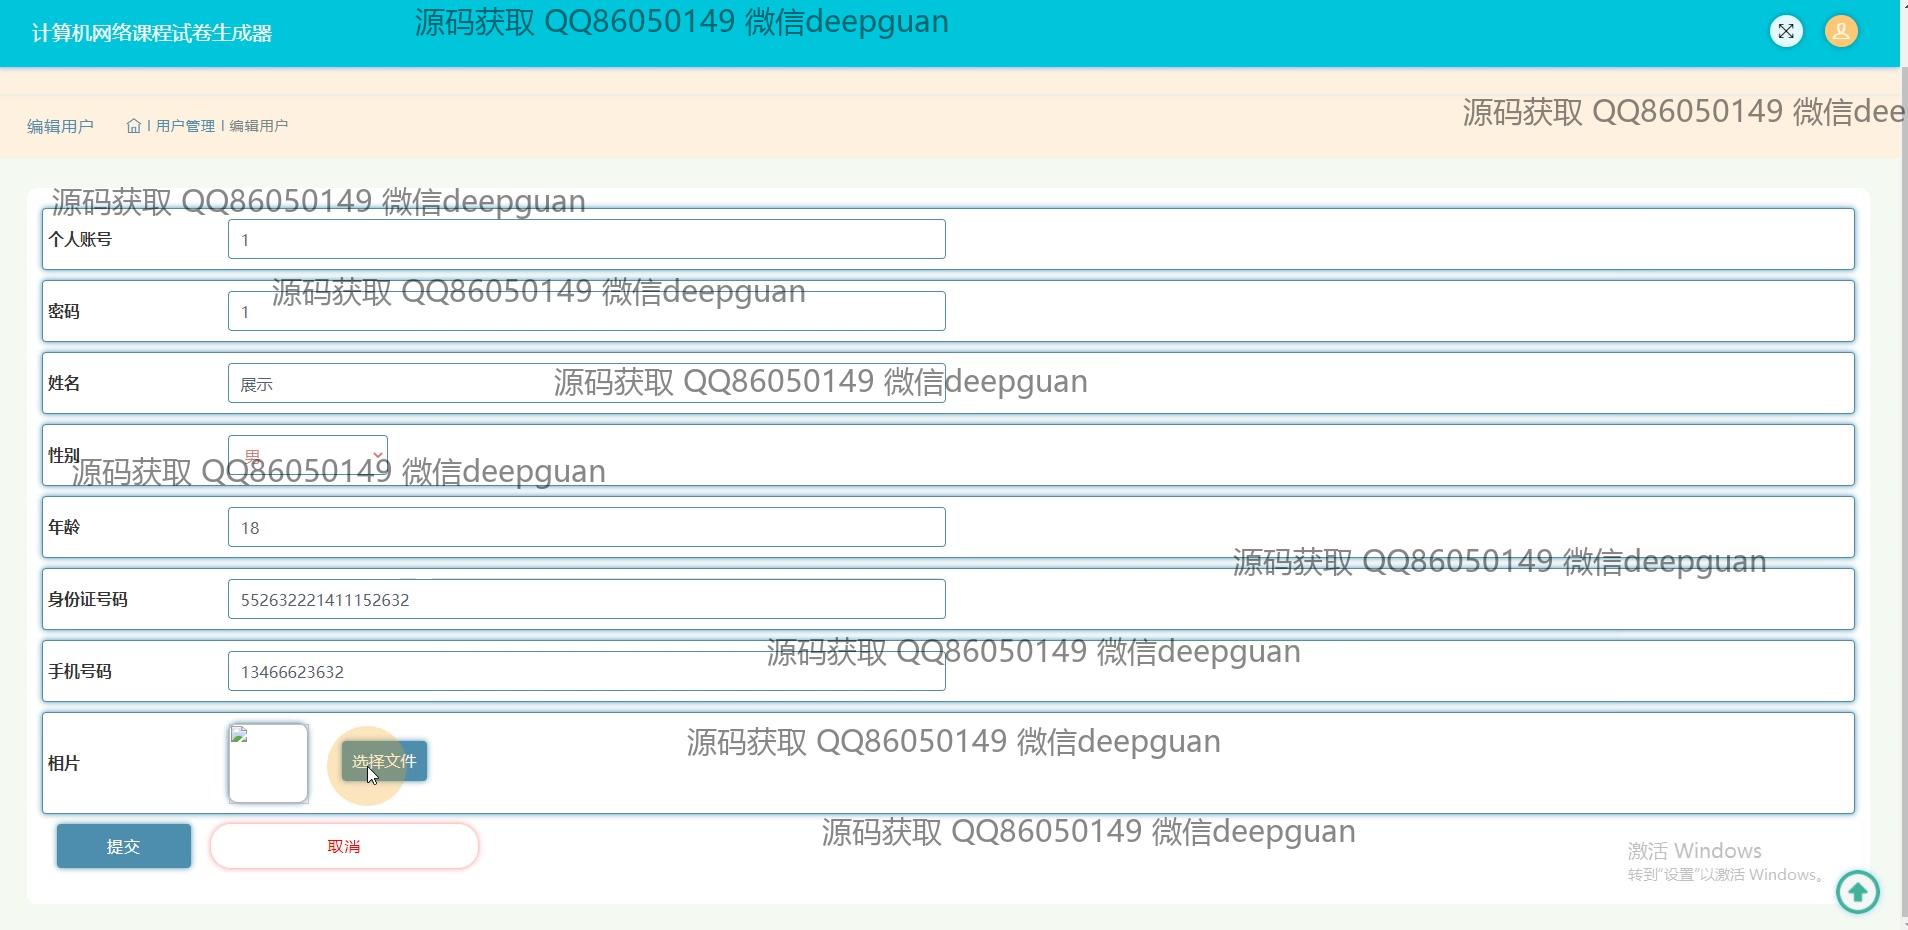 计算机网络课程试卷生成器
源码获取 QQ86050149 微信deepguan
源码获取 QQ86050149 微信dee
编辑用户 | 用户管理 | 编辑用户
源码获取 QQ86050149 微信deepguan
个人账号 1
源码获取 QQ86050149 微信deepguan
密码 1
姓名 展示
源码获取 QQ86050149 微信deepguan
性别 男
源码获取 QQ86050149 微信deepguan
年龄 18
源码获取 QQ86050149 微信deepguan
身份证号码 552632221411152632
源码获取 QQ86050149 微信deepguan
手机号码 13466623632
源码获取 QQ86050149 微信deepguan
相片 选择文件
源码获取 QQ86050149 微信deepguan
提交 取消
激活 Windows
转到“设置”以激活 Windows。